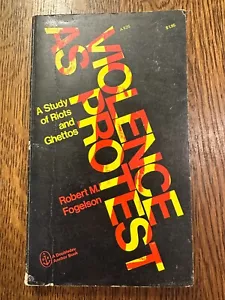 VIOLENCE
AS PROTEST
A Study
of Riots
and
Ghettos
Robert M.
Fogelson
A Doubleday
Anchor Book